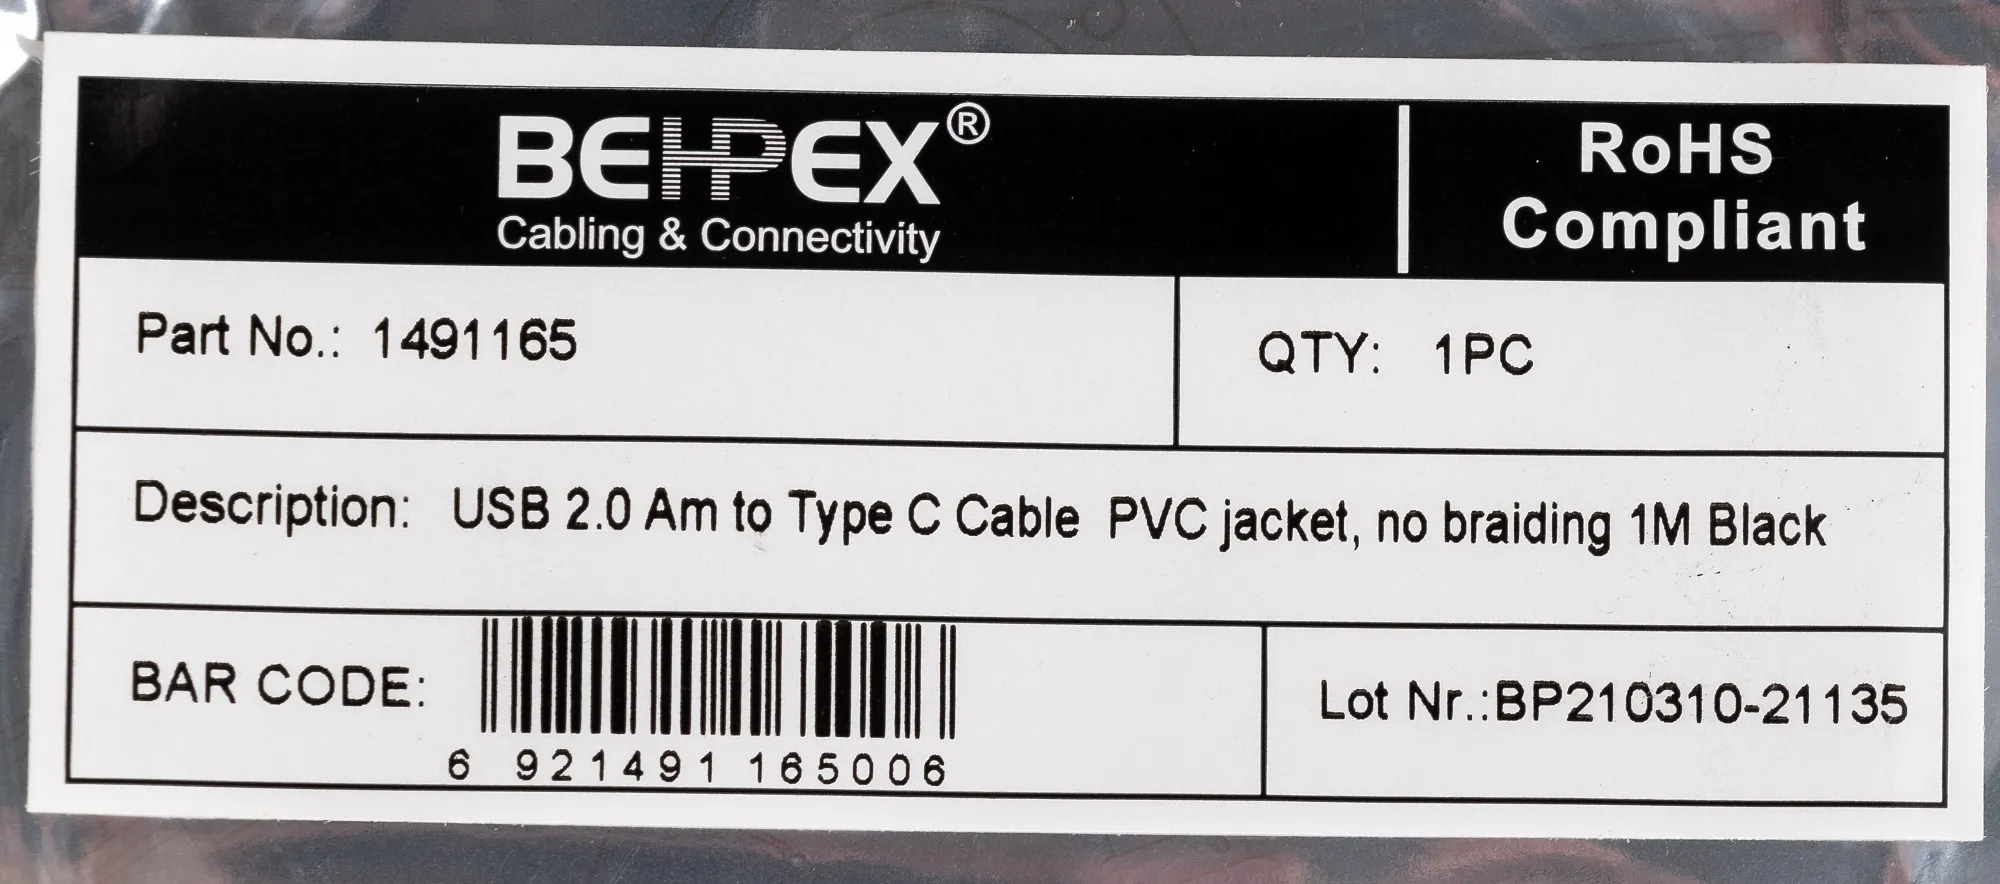 BEHPEX®
Cabling & Connectivity
RoHS
Compliant
Part No.: 1491165
QTY: 1PC
Description: USB 2.0 Am to Type C Cable PVC jacket, no braiding 1M Black
BAR CODE:
6 921491 165006
Lot Nr.:BP210310-21135